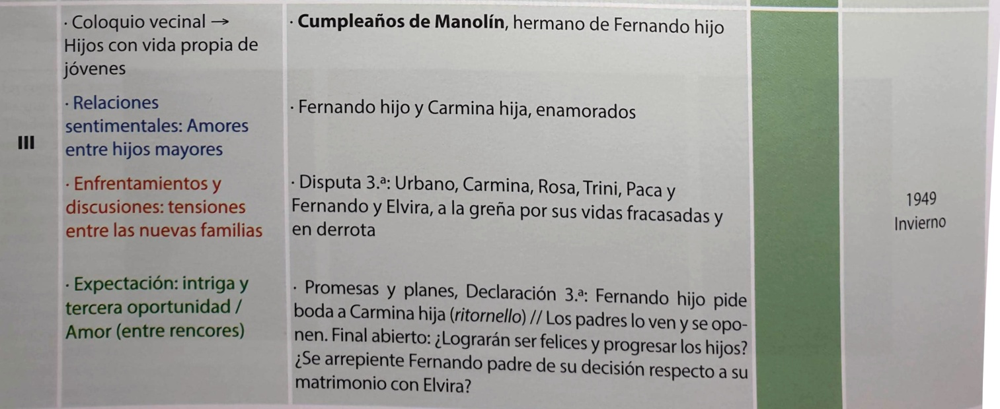 III
· Coloquio vecinal →
Hijos con vida propia de
jóvenes
· Relaciones
sentimentales: Amores
entre hijos mayores
· Enfrentamientos y
discusiones: tensiones
entre las nuevas familias
· Expectación: intriga y
tercera oportunidad /
Amor (entre rencores)
· Cumpleaños de Manolín, hermano de Fernando hijo
· Fernando hijo y Carmina hija, enamorados
· Disputa 3.ª: Urbano, Carmina, Rosa, Trini, Paca y
Fernando y Elvira, a la greña por sus vidas fracasadas y
en derrota
· Promesas y planes, Declaración 3.ª: Fernando hijo pide
boda a Carmina hija (ritornello) // Los padres lo ven y se opo-
nen. Final abierto: ¿Lograrán ser felices y progresar los hijos?
¿Se arrepiente Fernando padre de su decisión respecto a su
matrimonio con Elvira?
1949
Invierno